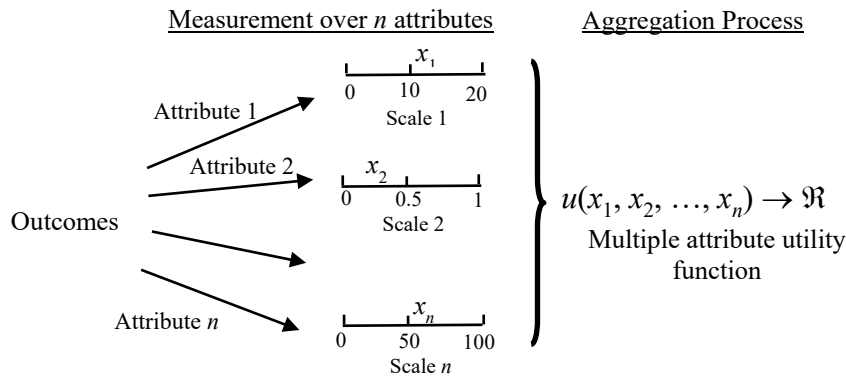 Measurement over n attributes
Aggregation Process
x₁
0 10 20
Scale 1
Attribute 1
Attribute 2
x₂
0 0.5 1
Scale 2
Outcomes
u(x₁, x₂, …, xₙ) → ℜ
Multiple attribute utility
function
Attribute n
xₙ
0 50 100
Scale n